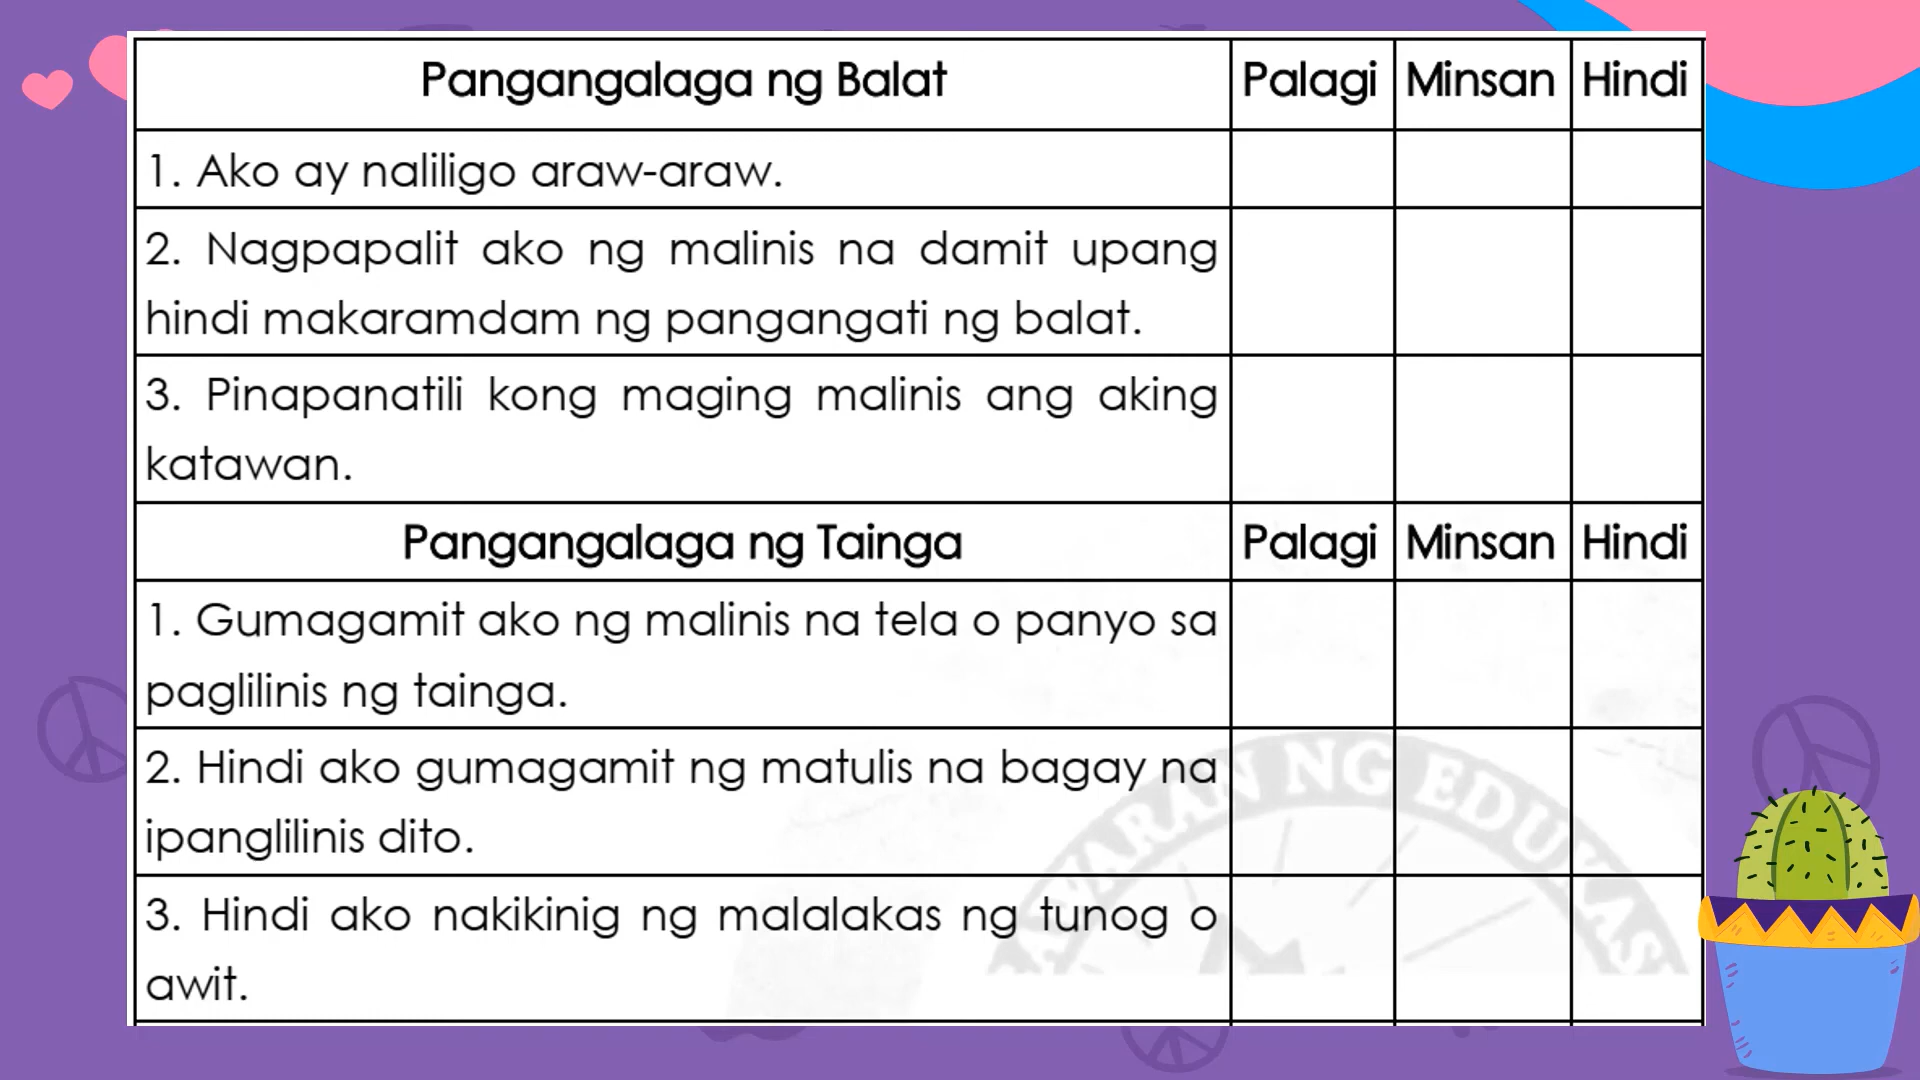 Pangangalaga ng Balat Palagi Minsan Hindi
1. Ako ay naliligo araw-araw.
2. Nagpapalit ako ng malinis na damit upang
hindi makaramdam ng pangangati ng balat.
3. Pinapanatili kong maging malinis ang aking
katawan.
Pangangalaga ng Tainga Palagi Minsan Hindi
1. Gumagamit ako ng malinis na tela o panyo sa
paglilinis ng tainga.
2. Hindi ako gumagamit ng matulis na bagay na
ipanglilinis dito.
3. Hindi ako nakikinig ng malalakas ng tunog o
awit.
NG